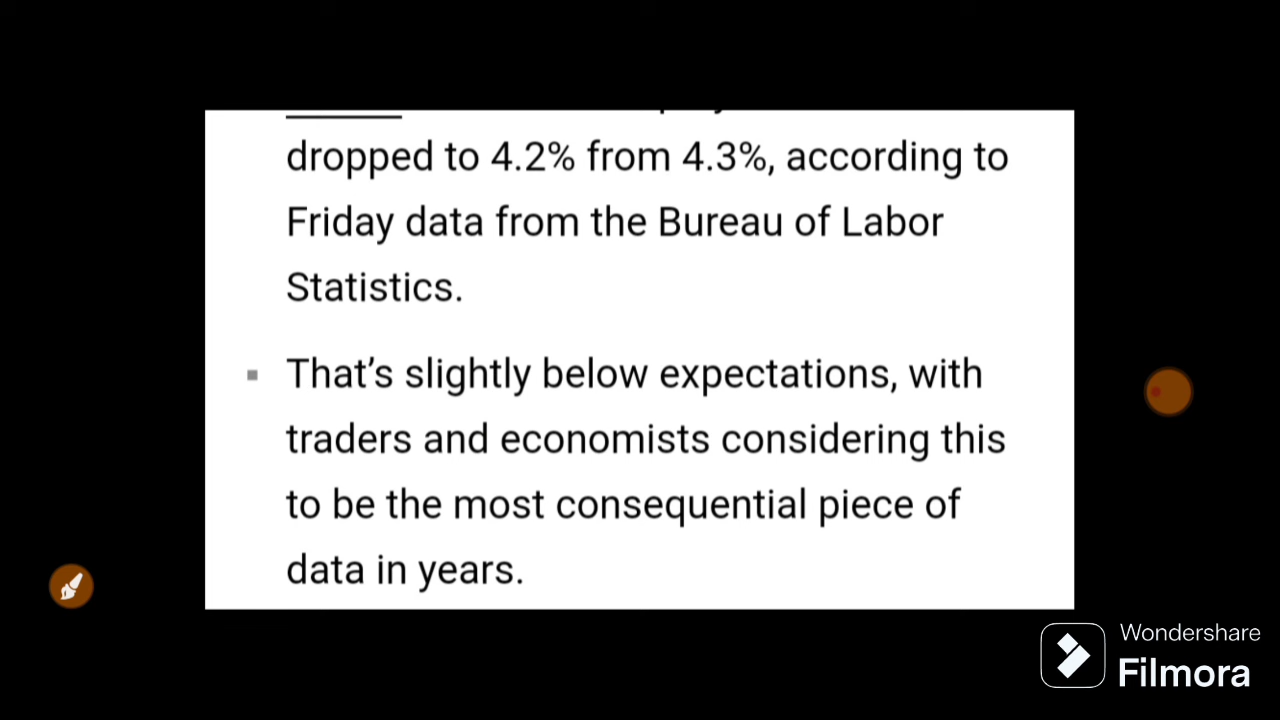 dropped to 4.2% from 4.3%, according to
Friday data from the Bureau of Labor
Statistics.
▪ That’s slightly below expectations, with
traders and economists considering this
to be the most consequential piece of
data in years.
Wondershare
Filmora